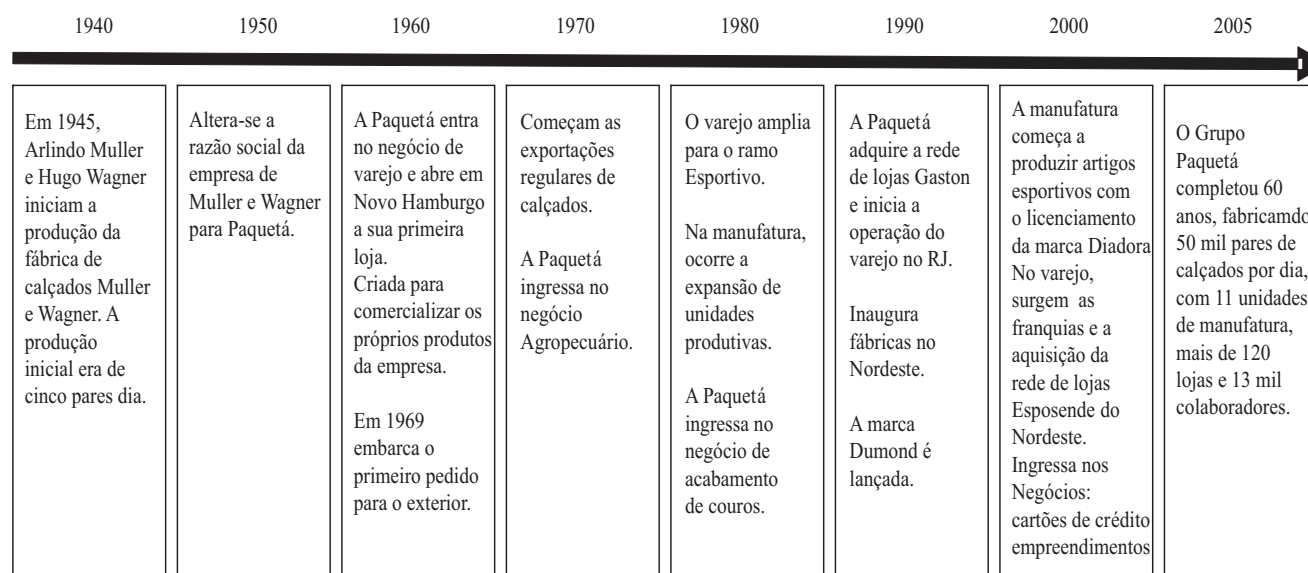 1940
1950
1960
1970
1980
1990
2000
2005
Em 1945,
Arlindo Muller
e Hugo Wagner
iniciam a
produção da
fábrica de
calçados Muller
e Wagner. A
produção
inicial era de
cinco pares dia.
Altera-se a
razão social da
empresa de
Muller e Wagner
para Paquetá.
A Paquetá entra
no negócio de
varejo e abre em
Novo Hamburgo
a sua primeira
loja.
Criada para
comercializar os
próprios produtos
da empresa.
Em 1969
embarca o
primeiro pedido
para o exterior.
Começam as
exportações
regulares de
calçados.
A Paquetá
ingressa no
negócio
Agropecuário.
O varejo amplia
para o ramo
Esportivo.
Na manufatura,
ocorre a
expansão de
unidades
produtivas.
A Paquetá
ingressa no
negócio de
acabamento
de couros.
A Paquetá
adquire a rede
de lojas Gaston
e inicia a
operação do
varejo no RJ.
Inaugura
fábricas no
Nordeste.
A marca
Dumond é
lançada.
A manufatura
começa a
produzir artigos
esportivos com
o licenciamento
da marca Diadora
No varejo,
surgem as
franquias e a
aquisição da
rede de lojas
Esposende do
Nordeste.
Ingressa nos
Negócios:
cartões de crédito
empreendimentos
O Grupo
Paquetá
completou 60
anos, fabricamdo
50 mil pares de
calçados por dia,
com 11 unidades
de manufatura,
mais de 120
lojas e 13 mil
colaboradores.